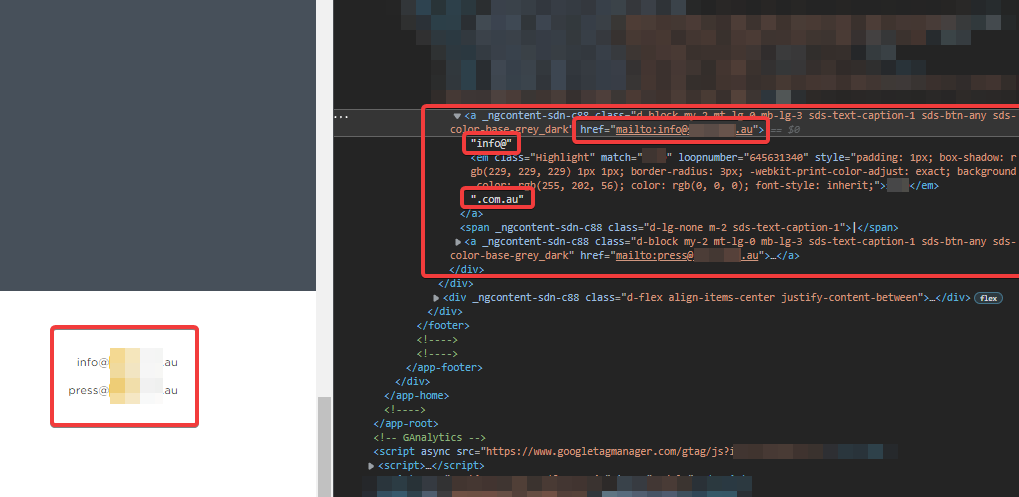 info@ .au
press@ .au
...
<a _ngcontent-sdn-c88 class="d-block my-2 mt-lg-0 mb-lg-3 sds-text-caption-1 sds-btn-any sds-
color-base-grey_dark" href="mailto:info@ .au"> == $0
"info@"
<em class="Highlight" match=" " loopnumber="645631340" style="padding: 1px; box-shadow: r
gb(229, 229, 229) 1px 1px; border-radius: 3px; -webkit-print-color-adjust: exact; background
color: rgb(255, 202, 56); color: rgb(0, 0, 0); font-style: inherit;"> </em>
".com.au"
</a>
<span _ngcontent-sdn-c88 class="d-lg-none m-2 sds-text-caption-1">|</span>
<a _ngcontent-sdn-c88 class="d-block my-2 mt-lg-0 mb-lg-3 sds-text-caption-1 sds-btn-any sds-
color-base-grey_dark" href="mailto:press@ .au">…</a>
</div>
</div>
<div _ngcontent-sdn-c88 class="d-flex align-items-center justify-content-between">…</div> flex
</div>
</footer>
<!---->
<!---->
</app-footer>
</div>
</app-home>
<!---->
</app-root>
<!-- GAnalytics -->
<script async src="https://www.googletagmanager.com/gtag/js?i
<script>…</script>